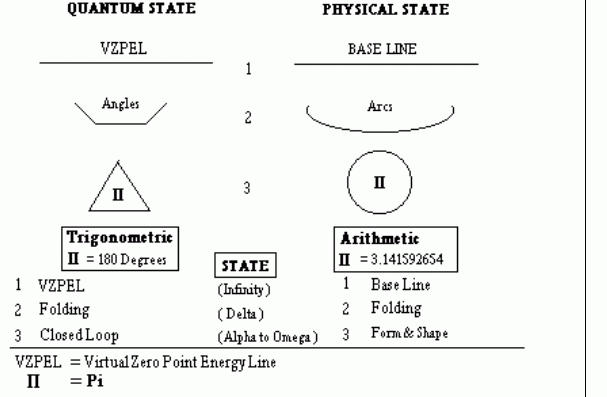 QUANTUM STATE PHYSICAL STATE
VZPEL BASE LINE
1
Angles 2 Arcs
Π 3 Π
Trigonometric Arithmetic
Π = 180 Degrees STATE Π = 3.141592654
1 VZPEL (Infinity) 1 Base Line
2 Folding (Delta) 2 Folding
3 Closed Loop (Alpha to Omega) 3 Form & Shape
VZPEL = Virtual Zero Point Energy Line
Π = Pi